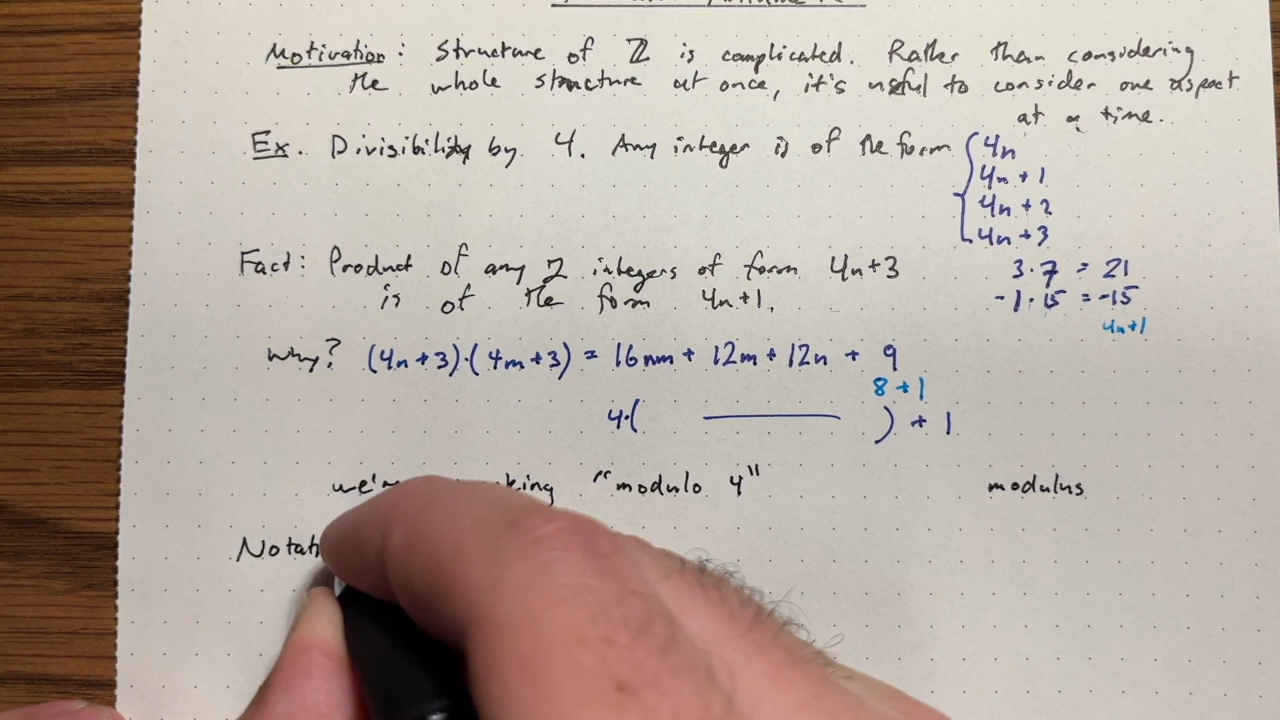 Motivation: Structure of ℤ is complicated. Rather than considering
the whole structure at once, it's useful to consider one aspect
at a time.
Ex. Divisibility by 4. Any integer is of the form { 4n
4n + 1
4n + 2
4n + 3
Fact: Product of any 2 integers of form 4n+3
is of the form 4n+1.
3·7 = 21
-1·15 = -15
4n+1
Why? (4n+3)·(4m+3) = 16nm + 12m + 12n + 9
8 + 1
4·( ) + 1
"modulo 4" modulus